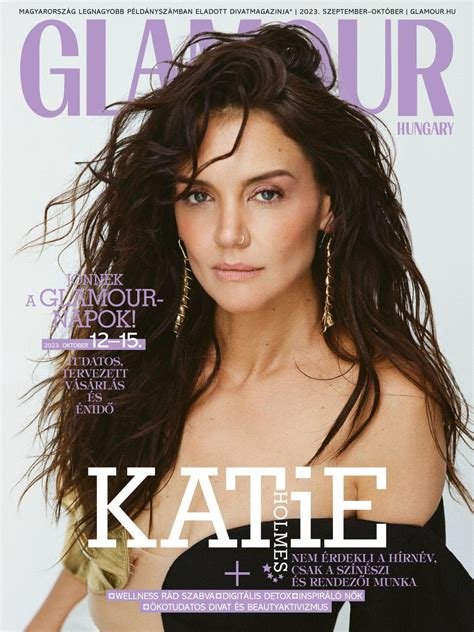 MAGYARORSZÁG LEGNAGYOBB PÉLDÁNYSZÁMBAN ELADOTT DIVATMAGAZINJA* | 2023. SZEPTEMBER–OKTÓBER | GLAMOUR.HU
GLAMOUR
HUNGARY
JÖNNEK
A GLAMOUR-
NAPOK!
2023. OKTÓBER 12–15.
TUDATOS,
TERVEZETT
VÁSÁRLÁS
ÉS
ÉNIDŐ
KATiE
HOLMES
+
NEM ÉRDEKLI A HÍRNÉV,
CSAK A SZÍNÉSZI
ÉS RENDEZŐI MUNKA
WELLNESS RÁD SZABVA DIGITÁLIS DETOX INSPIRÁLÓ NŐK
ÖKOTUDATOS DIVAT ÉS BEAUTYAKTIVIZMUS